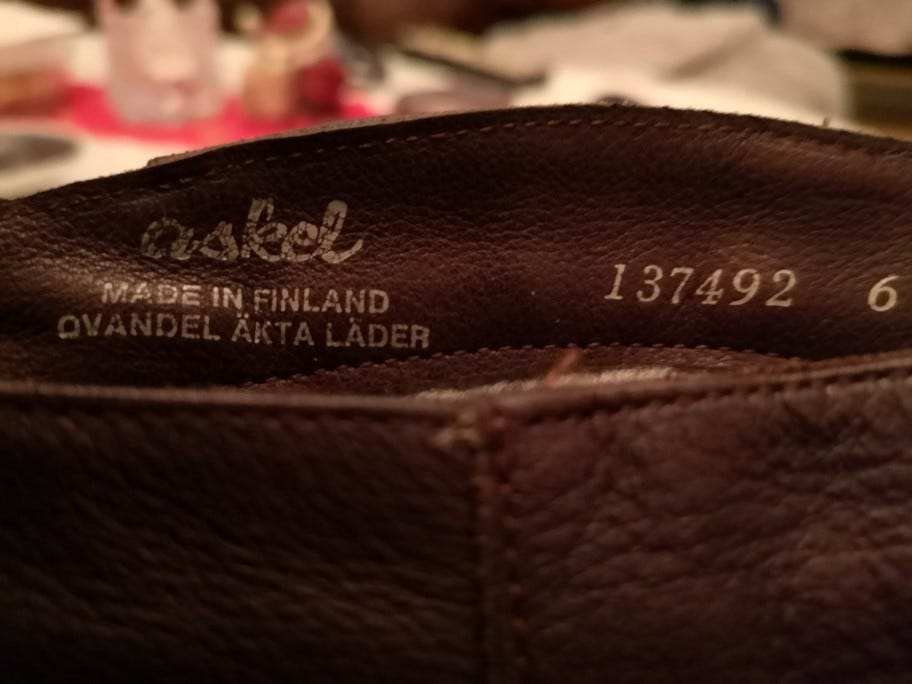 askel
MADE IN FINLAND
OVANDEL ÄKTA LÄDER
137492 6